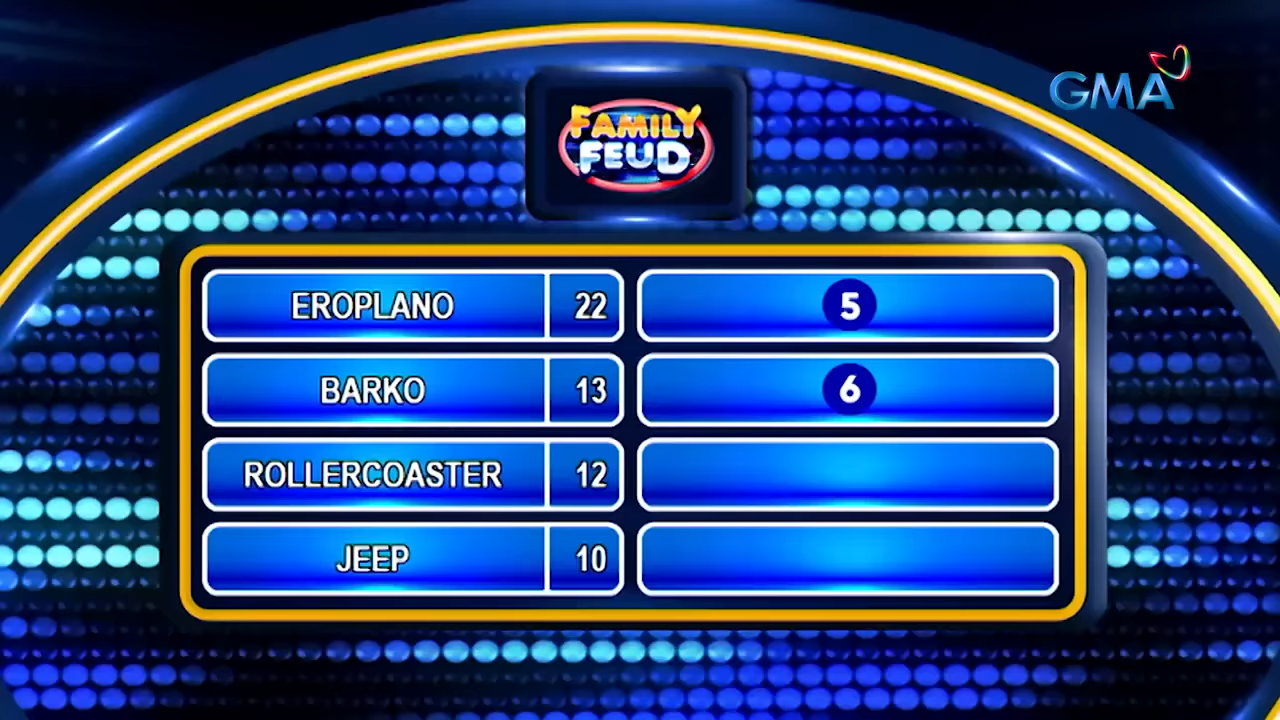 GMA
FAMILY
FEUD
EROPLANO 22
5
BARKO 13
6
ROLLERCOASTER 12
JEEP 10